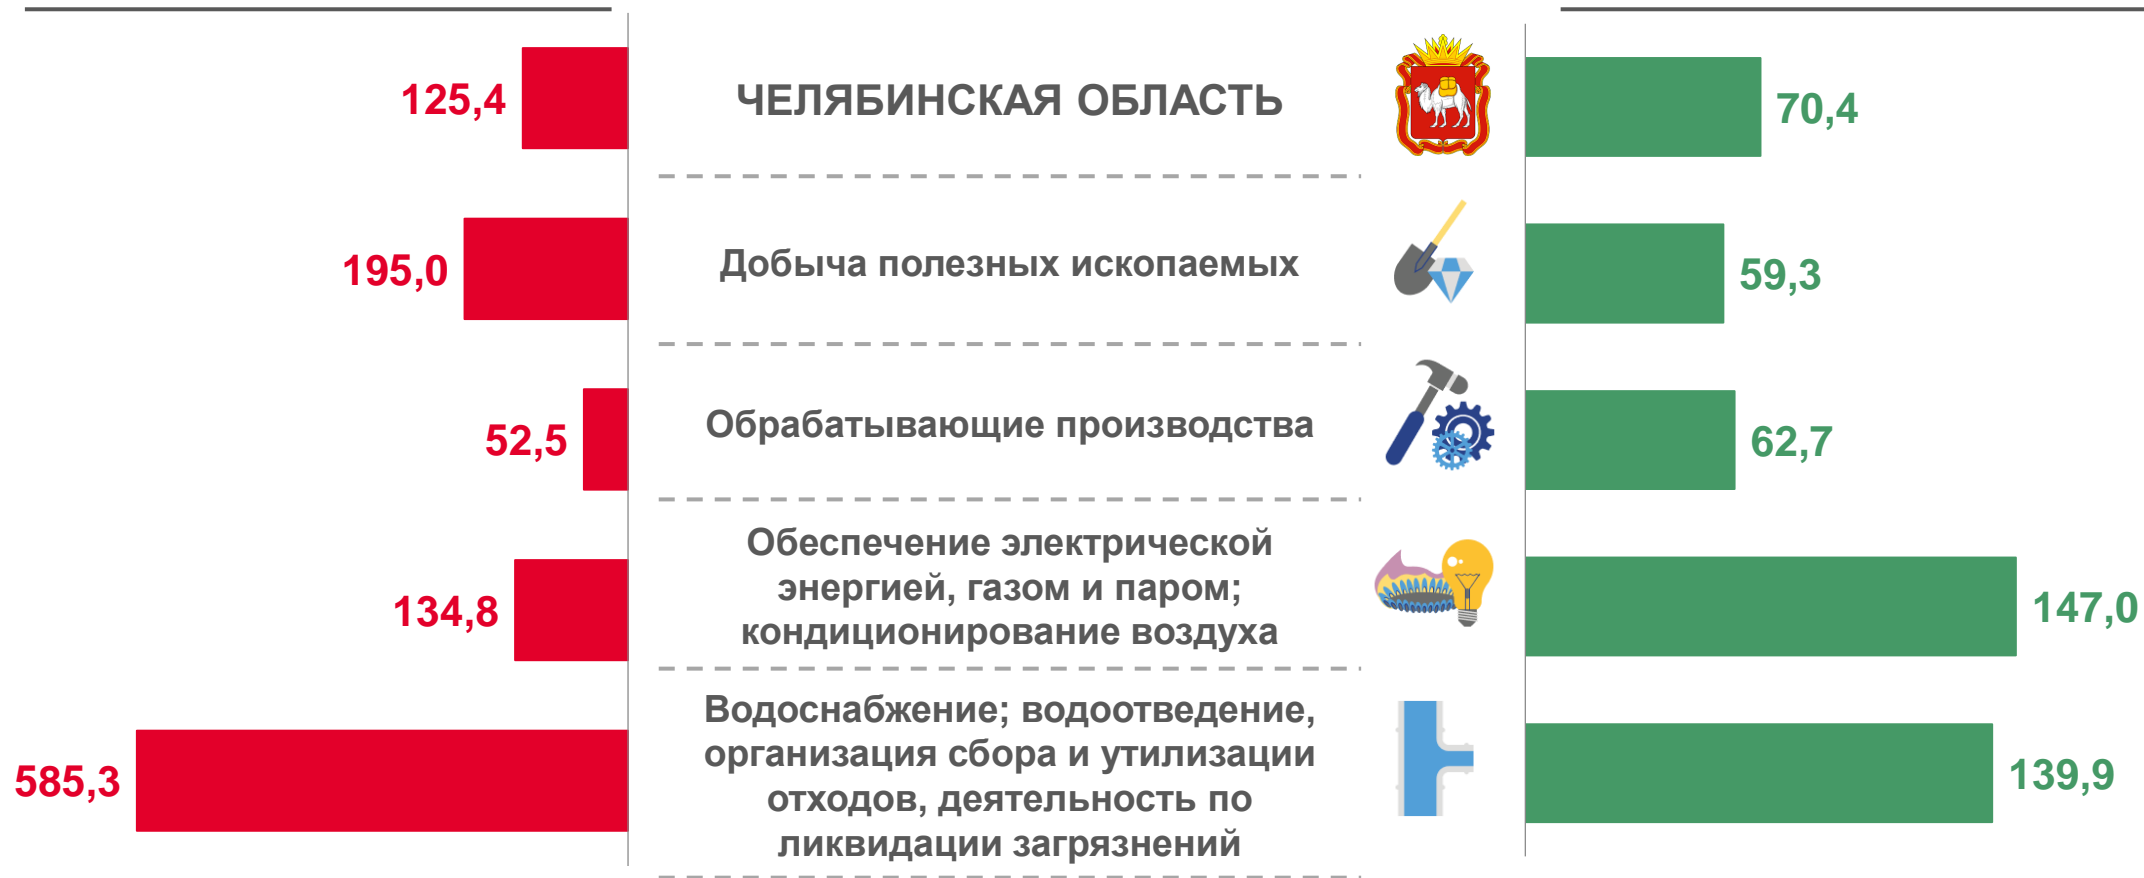 125,4
ЧЕЛЯБИНСКАЯ ОБЛАСТЬ
70,4
195,0
Добыча полезных ископаемых
59,3
52,5
Обрабатывающие производства
62,7
134,8
Обеспечение электрической
энергией, газом и паром;
кондиционирование воздуха
147,0
585,3
Водоснабжение; водоотведение,
организация сбора и утилизации
отходов, деятельность по
ликвидации загрязнений
139,9